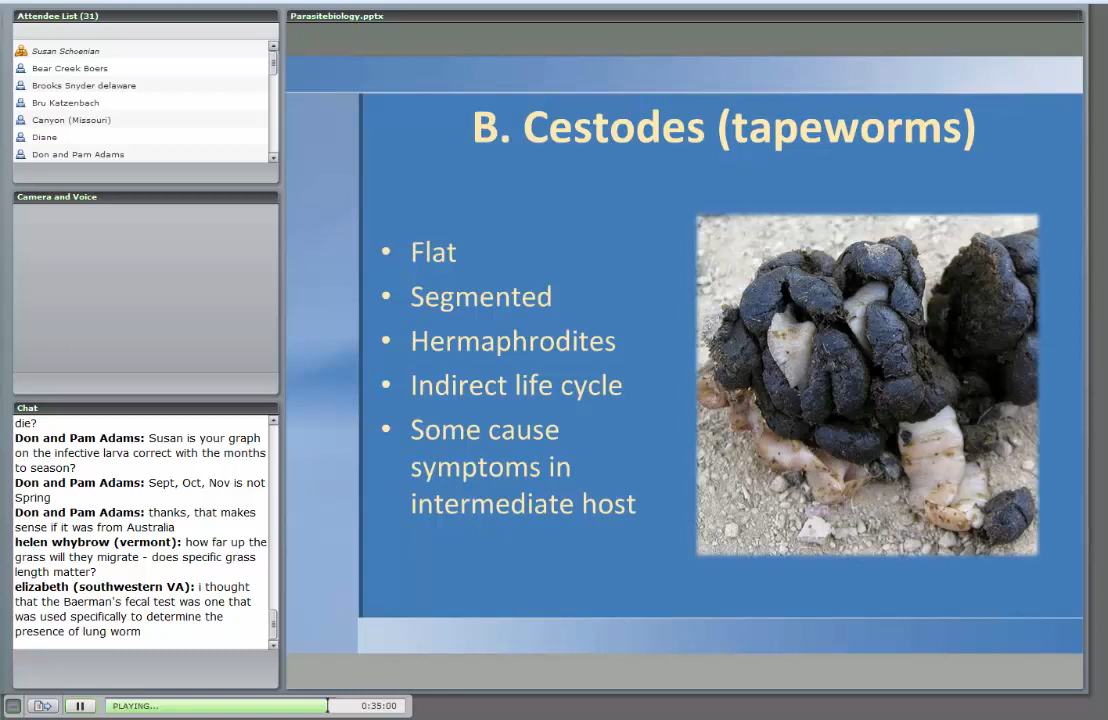 Attendee List (31)
Susan Schoenian
Bear Creek Boers
Brooks Snyder delaware
Bru Katzenbach
Canyon (Missouri)
Diane
Don and Pam Adams
Camera and Voice
Chat
die?
Don and Pam Adams: Susan is your graph
on the infective larva correct with the months
to season?
Don and Pam Adams: Sept, Oct, Nov is not
Spring
Don and Pam Adams: thanks, that makes
sense if it was from Australia
helen whybrow (vermont): how far up the
grass will they migrate - does specific grass
length matter?
elizabeth (southwestern VA): i thought
that the Baerman's fecal test was one that
was used specifically to determine the
presence of lung worm
PLAYING...
0:35:00
Parasitebiology.pptx
B. Cestodes (tapeworms)
• Flat
• Segmented
• Hermaphrodites
• Indirect life cycle
• Some cause
symptoms in
intermediate host